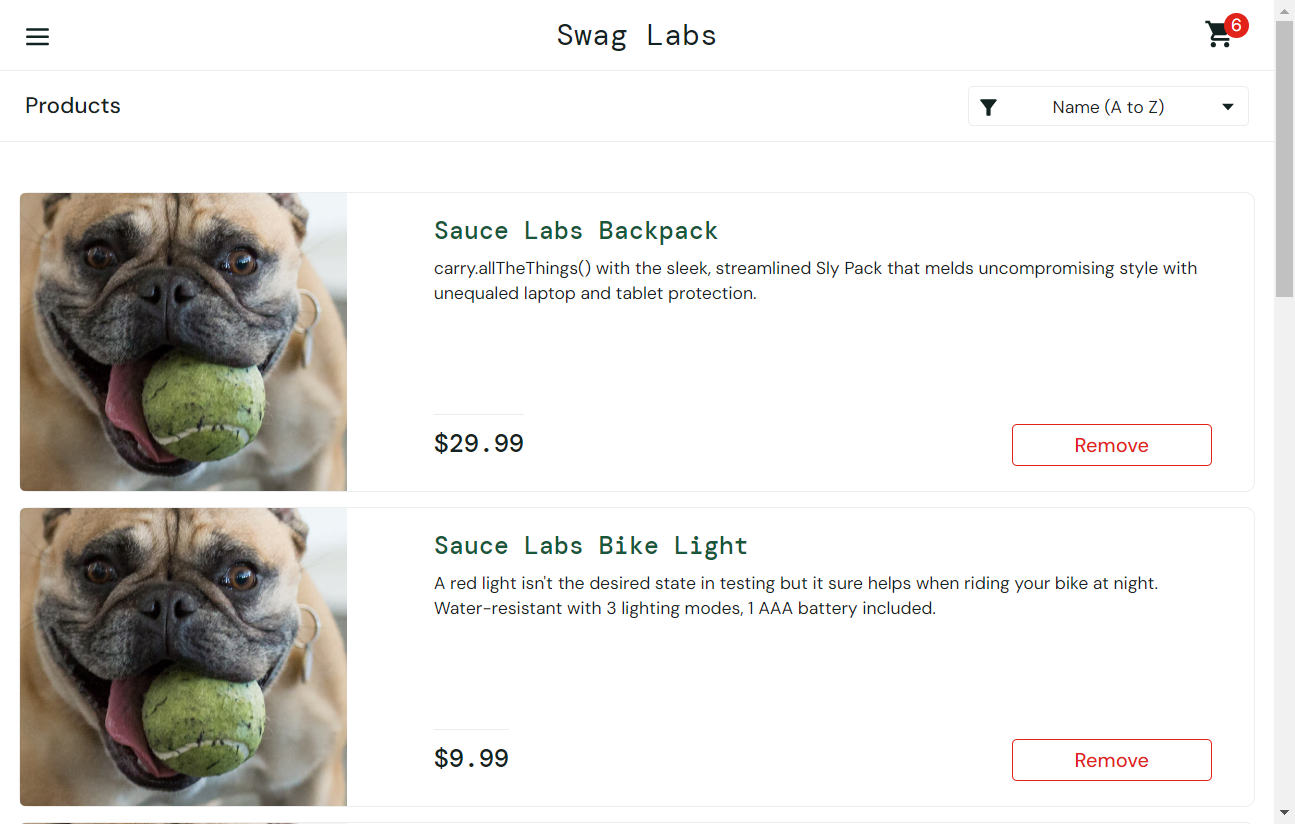 Swag Labs
6
Products
Name (A to Z)
Sauce Labs Backpack
carry.allTheThings() with the sleek, streamlined Sly Pack that melds uncompromising style with
unequaled laptop and tablet protection.
$29.99
Remove
Sauce Labs Bike Light
A red light isn't the desired state in testing but it sure helps when riding your bike at night.
Water-resistant with 3 lighting modes, 1 AAA battery included.
$9.99
Remove